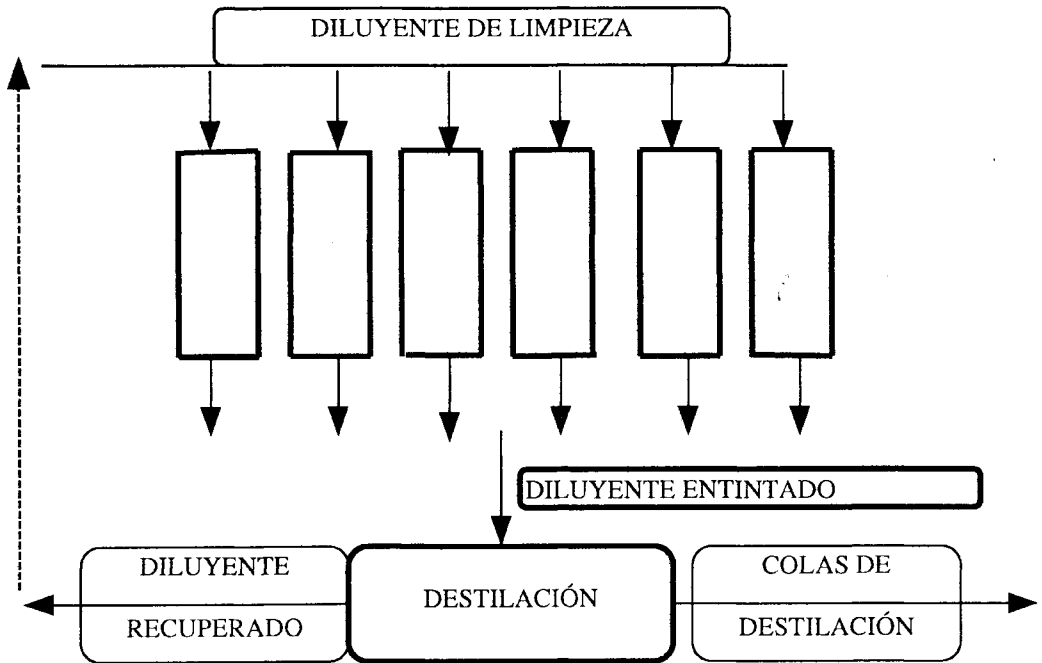 DILUYENTE DE LIMPIEZA
DILUYENTE ENTINTADO
DILUYENTE
RECUPERADO
DESTILACIÓN
COLAS DE
DESTILACIÓN